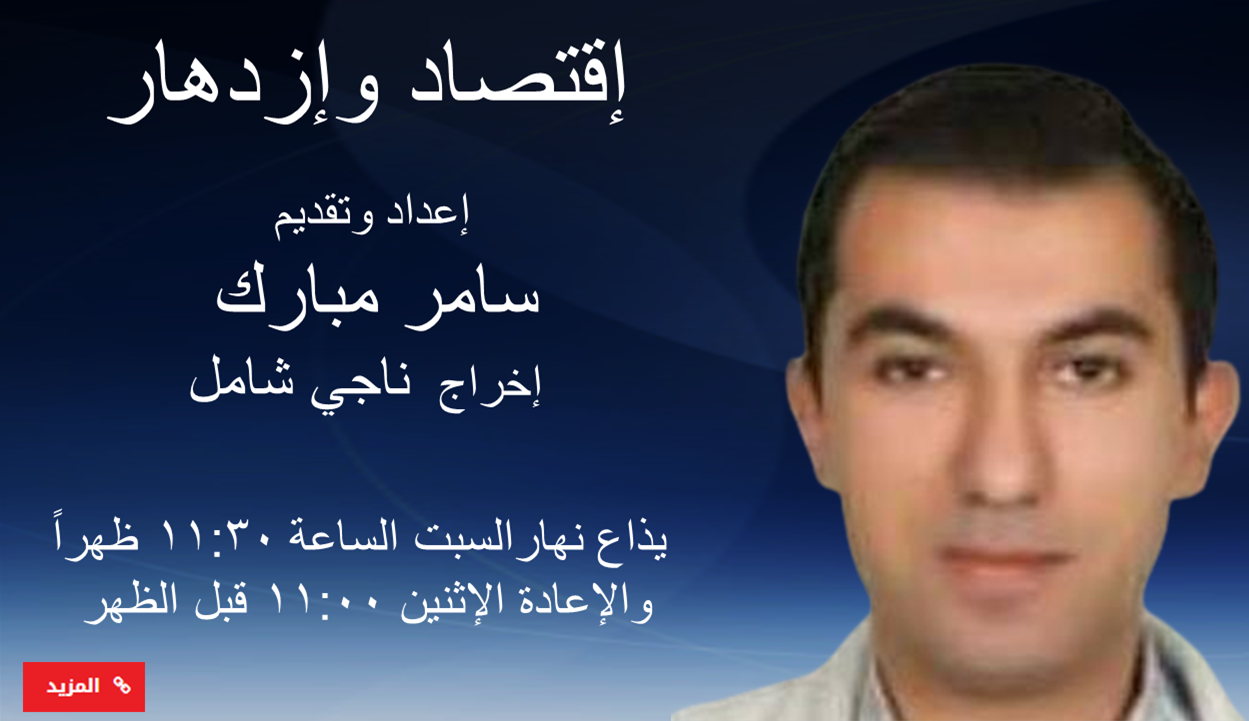 إقتصاد وإزدهار
إعداد وتقديم
سامر مبارك
إخراج ناجي شامل
يذاع نهارالسبت الساعة ١١:٣٠ ظهراً
والإعادة الإثنين ١١:٠٠ قبل الظهر
المزيد